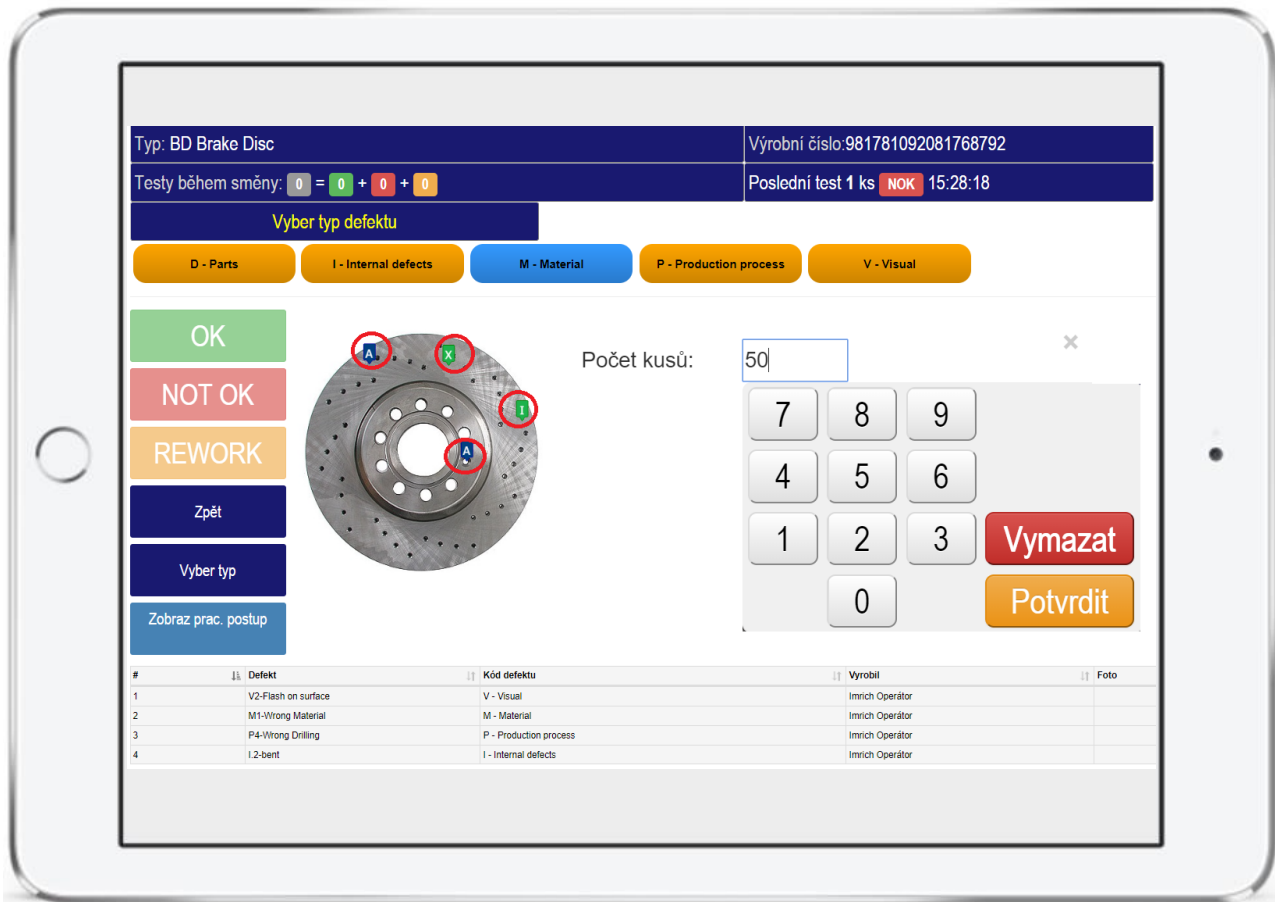 Typ: BD Brake Disc
Výrobní číslo:981781092081768792
Testy během směny: 0 = 0 + 0 + 0
Poslední test 1 ks NOK 15:28:18
Vyber typ defektu
D - Parts
I - Internal defects
M - Material
P - Production process
V - Visual
OK
NOT OK
REWORK
Zpět
Vyber typ
Zobraz prac. postup
A
X
I
A
Počet kusů:
50
×
7 8 9
4 5 6
1 2 3 Vymazat
0 Potvrdit
# Defekt Kód defektu Vyrobil Foto
1 V2-Flash on surface V - Visual Imrich Operátor
2 M1-Wrong Material M - Material Imrich Operátor
3 P4-Wrong Drilling P - Production process Imrich Operátor
4 I.2-bent I - Internal defects Imrich Operátor